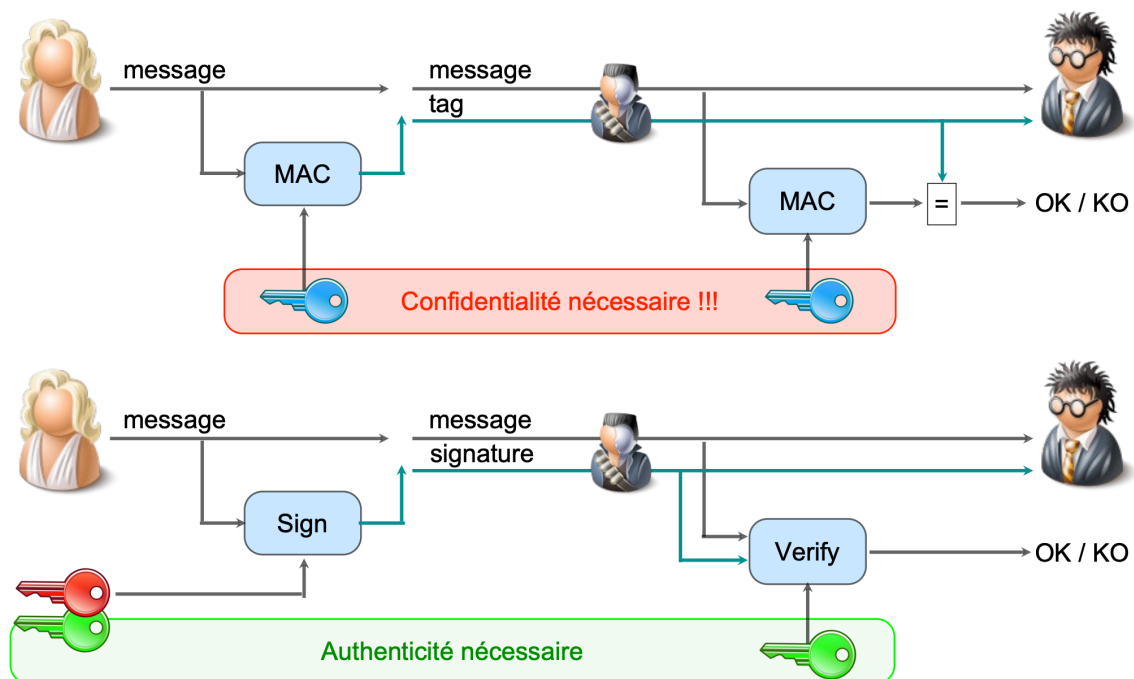 message
message
tag
MAC
MAC
=
OK / KO
Confidentialité nécessaire !!!
message
message
signature
Sign
Verify
OK / KO
Authenticité nécessaire